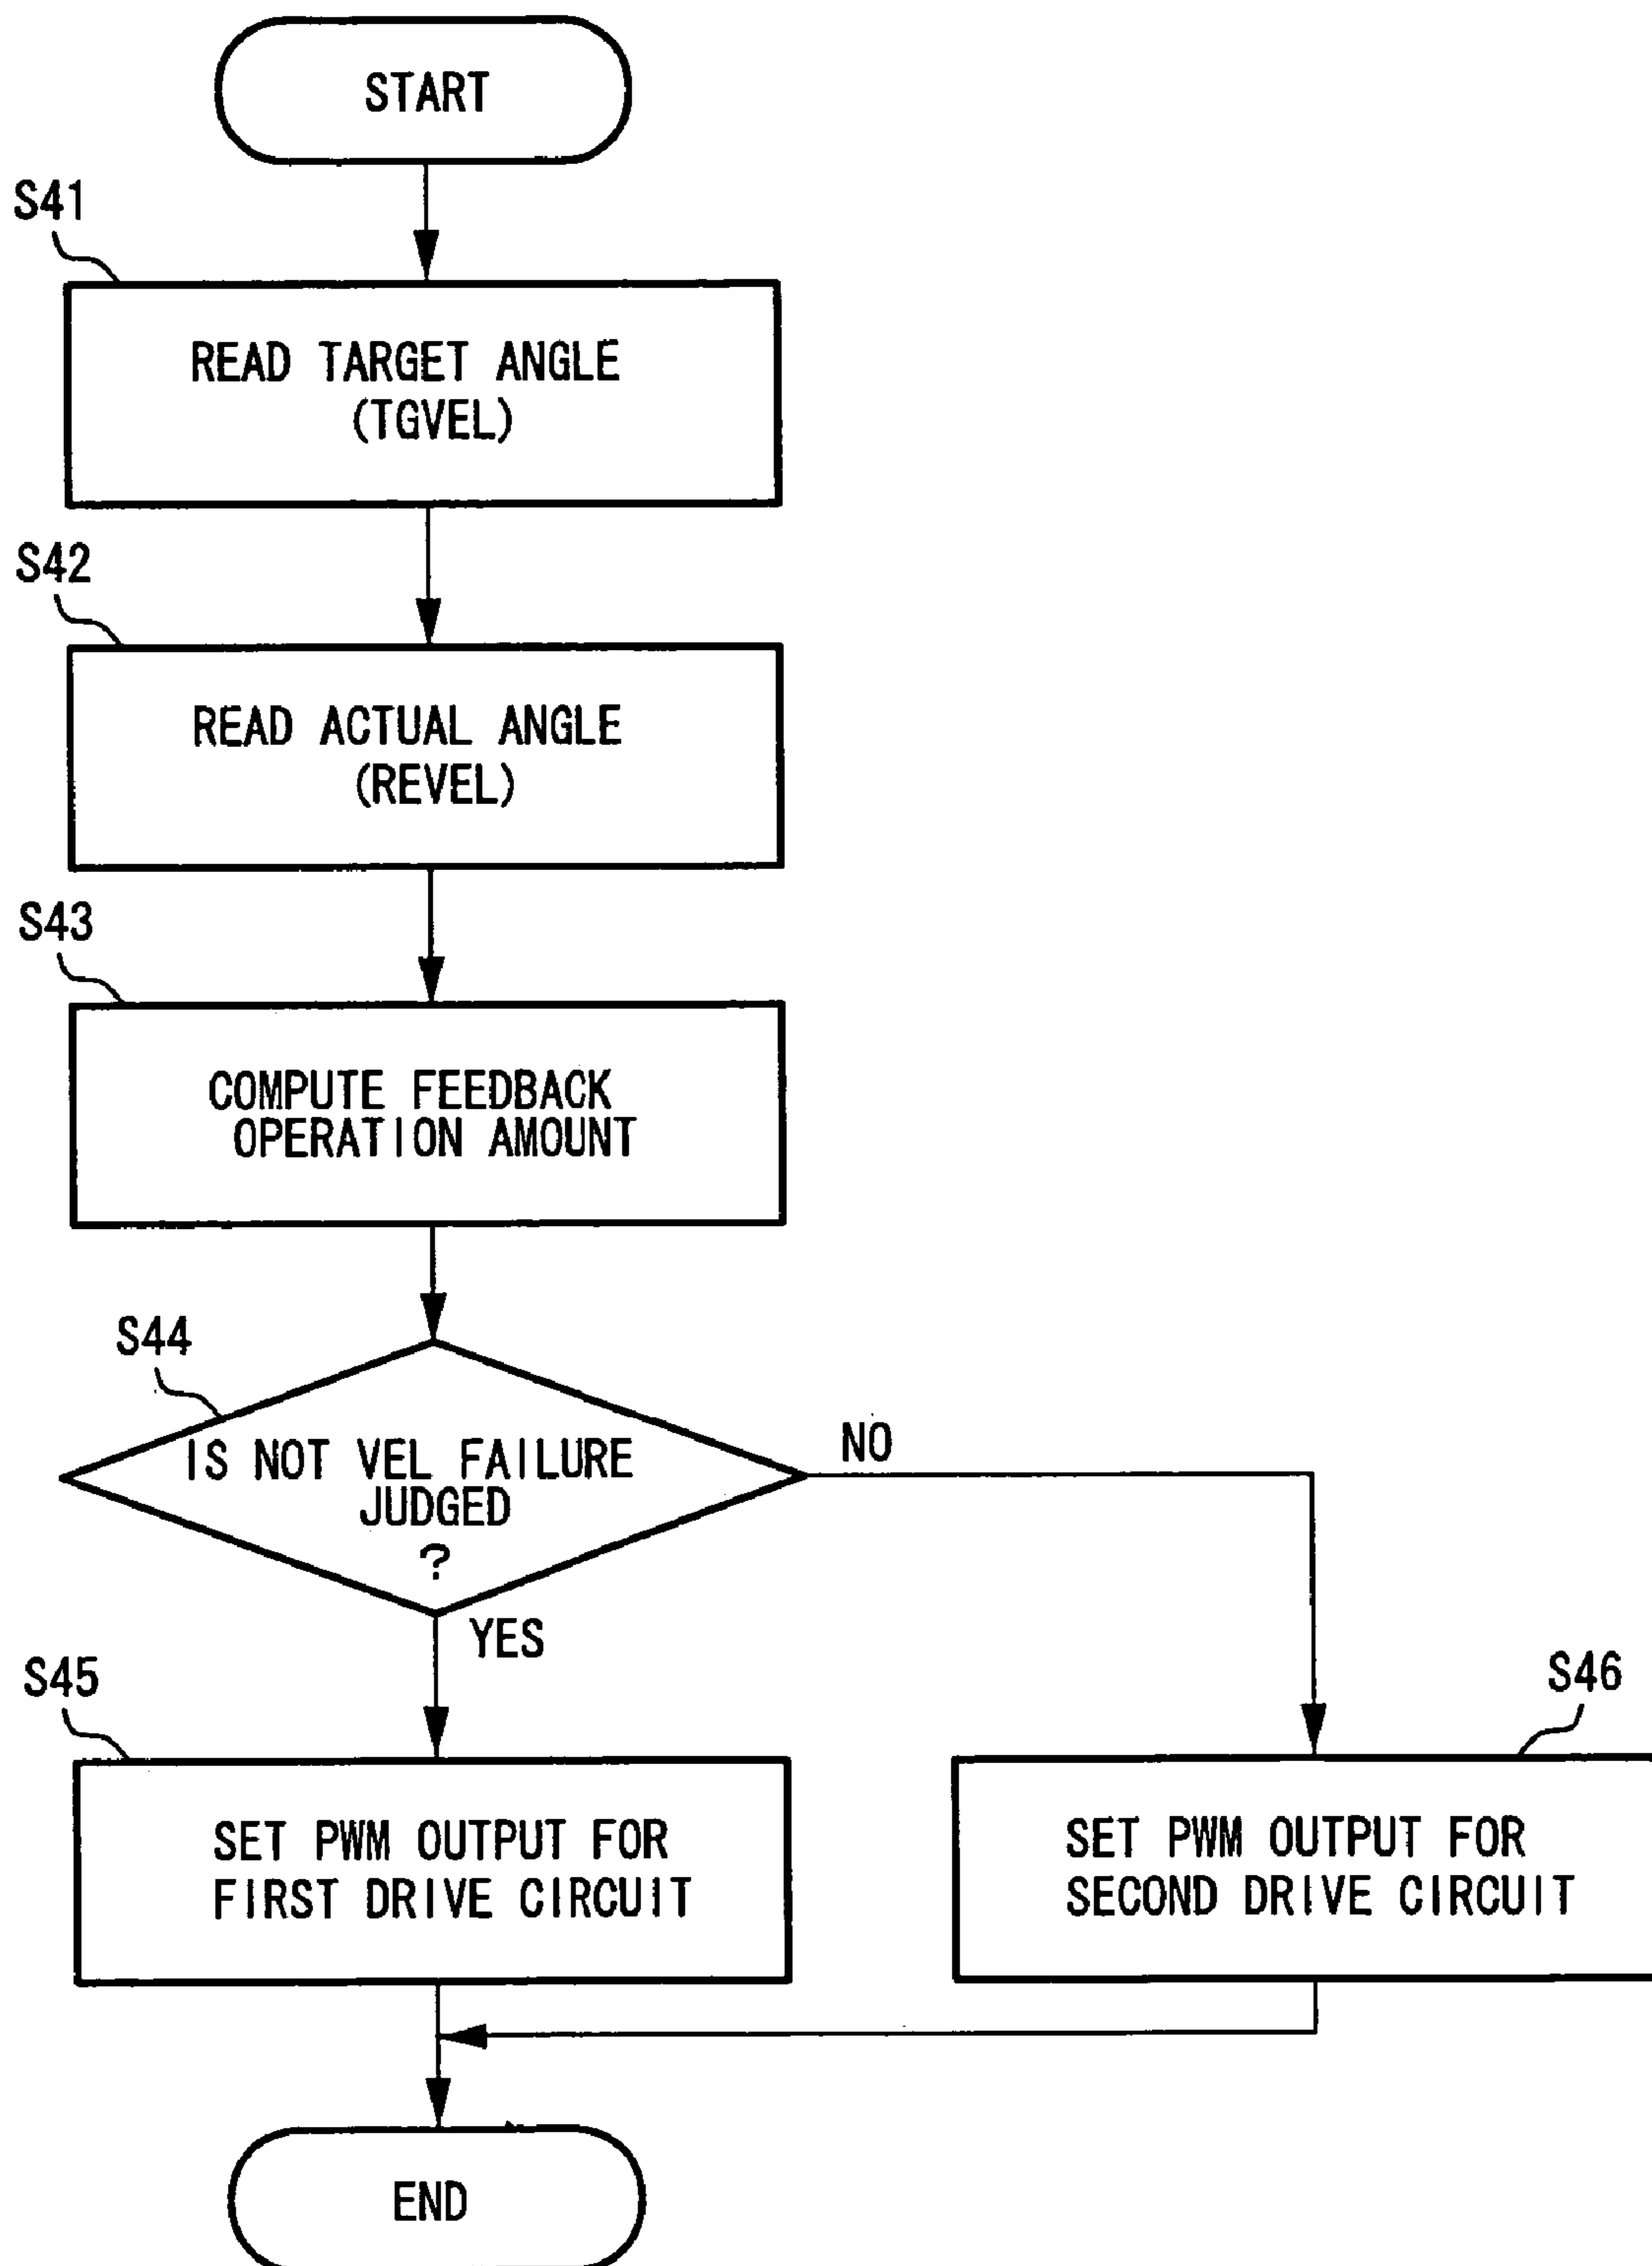 START
S41
READ TARGET ANGLE
(TGVEL)
S42
READ ACTUAL ANGLE
(REVEL)
S43
COMPUTE FEEDBACK
OPERATION AMOUNT
S44
IS NOT VEL FAILURE
JUDGED
?
NO
YES
S45
SET PWM OUTPUT FOR
FIRST DRIVE CIRCUIT
S46
SET PWM OUTPUT FOR
SECOND DRIVE CIRCUIT
END